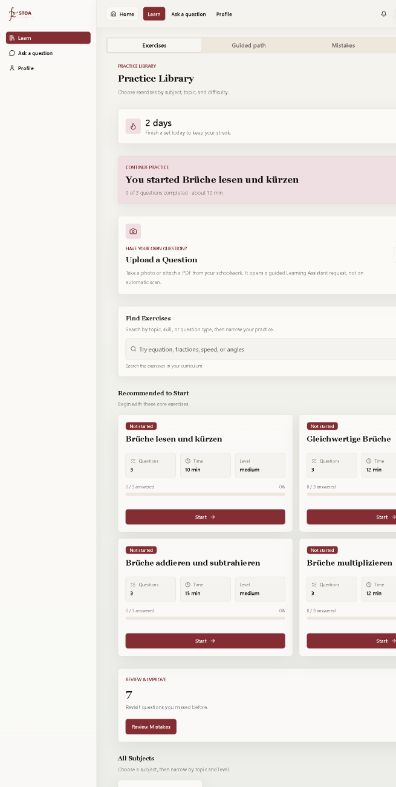 STOA
Home
Learn
Ask a question
Profile
Learn
Ask a question
Profile
Exercises
Guided path
Mistakes
PRACTICE LIBRARY
Practice Library
Choose exercises by subject, topic, and difficulty.
2 days
Finish a set today to keep your streak.
CONTINUE PRACTICE
You started Brüche lesen und kürzen
0 of 3 questions completed · about 10 min
HAVE YOUR OWN QUESTION?
Upload a Question
Take a photo or attach a PDF from your schoolwork. It opens a guided Learning Assistant request, not an
automatic scan.
Find Exercises
Search by topic, skill, or question type, then narrow your practice.
Try equation, fractions, speed, or angles
Search the exercises in your curriculum
Recommended to Start
Begin with these core exercises.
Not started
Brüche lesen und kürzen
Questions
3
Time
10 min
Level
medium
0 / 3 answered
0%
Start →
Not started
Gleichwertige Brüche
Questions
3
Time
12 min
0 / 3 answered
Start →
Not started
Brüche addieren und subtrahieren
Questions
3
Time
15 min
Level
medium
0 / 3 answered
0%
Start →
Not started
Brüche multiplizieren
Questions
3
Time
12 min
0 / 3 answered
Start →
REVIEW & IMPROVE
7
Revisit questions you missed before.
Review Mistakes
All Subjects
Choose a subject, then narrow by topic and level.